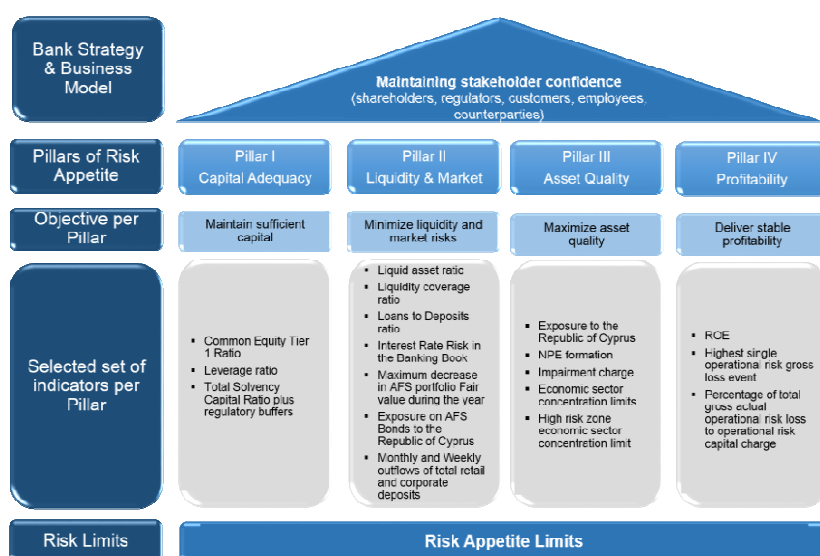 Bank Strategy
& Business
Model
Maintaining stakeholder confidence
(shareholders, regulators, customers, employees,
counterparties)
Pillars of Risk
Appetite
Pillar I
Capital Adequacy
Pillar II
Liquidity & Market
Pillar III
Asset Quality
Pillar IV
Profitability
Objective per
Pillar
Maintain sufficient
capital
Minimize liquidity and
market risks
Maximize asset
quality
Deliver stable
profitability
Selected set of
indicators per
Pillar
▪ Common Equity Tier
1 Ratio
▪ Leverage ratio
▪ Total Solvency
Capital Ratio plus
regulatory buffers
▪ Liquid asset ratio
▪ Liquidity coverage
ratio
▪ Loans to Deposits
ratio
▪ Interest Rate Risk in
the Banking Book
▪ Maximum decrease
in AFS portfolio Fair
value during the year
▪ Exposure on AFS
Bonds to the
Republic of Cyprus
▪ Monthly and Weekly
outflows of total retail
and corporate
deposits
▪ Exposure to the
Republic of Cyprus
▪ NPE formation
▪ Impairment charge
▪ Economic sector
concentration limits
▪ High risk zone
economic sector
concentration limit
▪ ROE
▪ Highest single
operational risk gross
loss event
▪ Percentage of total
gross actual
operational risk loss
to operational risk
capital charge
Risk Limits
Risk Appetite Limits